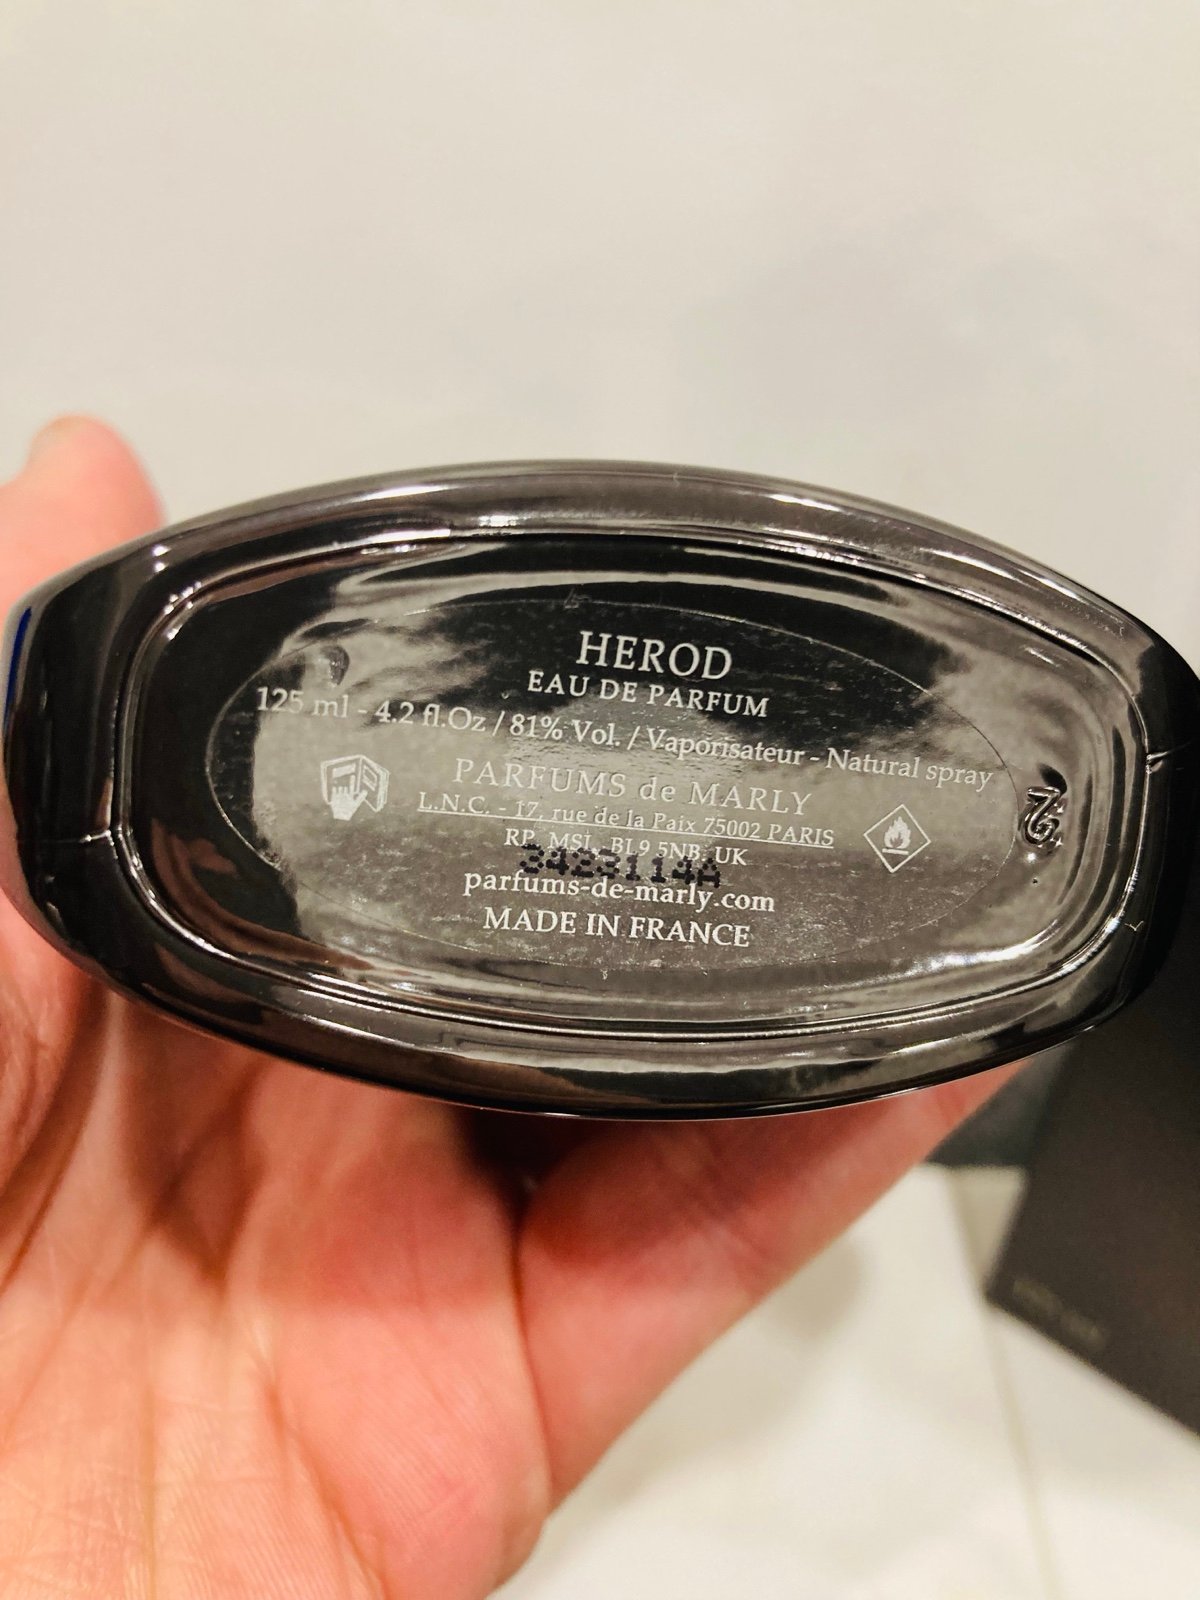 HEROD
EAU DE PARFUM
125 ml - 4.2 fl.Oz / 81% Vol. / Vaporisateur - Natural spray
PARFUMS de MARLY
L.N.C. - 17, rue de la Paix 75002 PARIS
RP, MSL, BL9 5NB, UK
3423114A
parfums-de-marly.com
MADE IN FRANCE
2